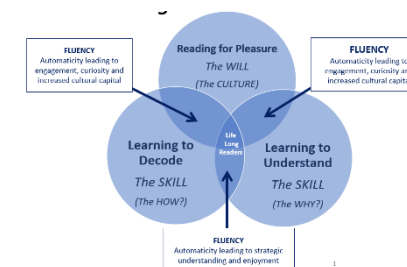 Reading for Pleasure
The WILL
(The CULTURE)
FLUENCY
Automaticity leading to
engagement, curiosity and
increased cultural capital
FLUENCY
Automaticity leading to
engagement, curiosity
increased cultural
Learning to
Decode
The SKILL
(The HOW?)
Life
Long
Readers
Learning to
Understand
The SKILL
(The WHY?)
FLUENCY
Automaticity leading to strategic
understanding and enjoyment
1